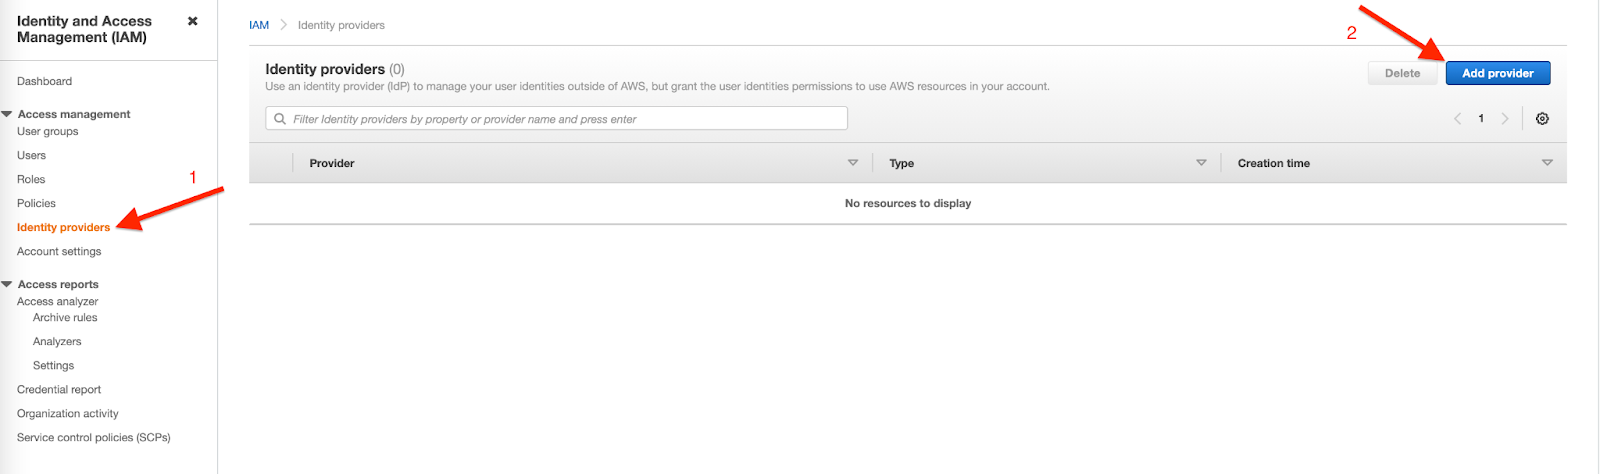 Identity and Access
Management (IAM)
Dashboard
Access management
User groups
Users
Roles
Policies
Identity providers
Account settings
Access reports
Access analyzer
Archive rules
Analyzers
Settings
Credential report
Organization activity
Service control policies (SCPs)
1
IAM Identity providers
2
Identity providers (0)
Use an identity provider (IdP) to manage your user identities outside of AWS, but grant the user identities permissions to use AWS resources in your account.
Delete Add provider
Filter Identity providers by property or provider name and press enter
1
Provider Type Creation time
No resources to display